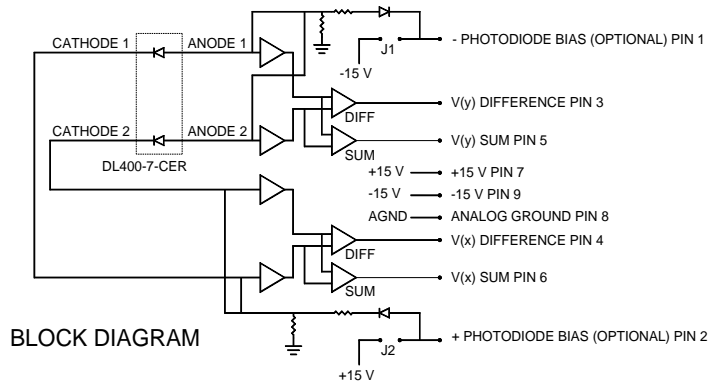 CATHODE 1
ANODE 1
J1
- PHOTODIODE BIAS (OPTIONAL) PIN 1
-15 V
V(y) DIFFERENCE PIN 3
DIFF
CATHODE 2
ANODE 2
V(y) SUM PIN 5
SUM
DL400-7-CER
+15 V
+15 V PIN 7
-15 V
-15 V PIN 9
AGND
ANALOG GROUND PIN 8
V(x) DIFFERENCE PIN 4
DIFF
V(x) SUM PIN 6
SUM
BLOCK DIAGRAM
J2
+ PHOTODIODE BIAS (OPTIONAL) PIN 2
+15 V